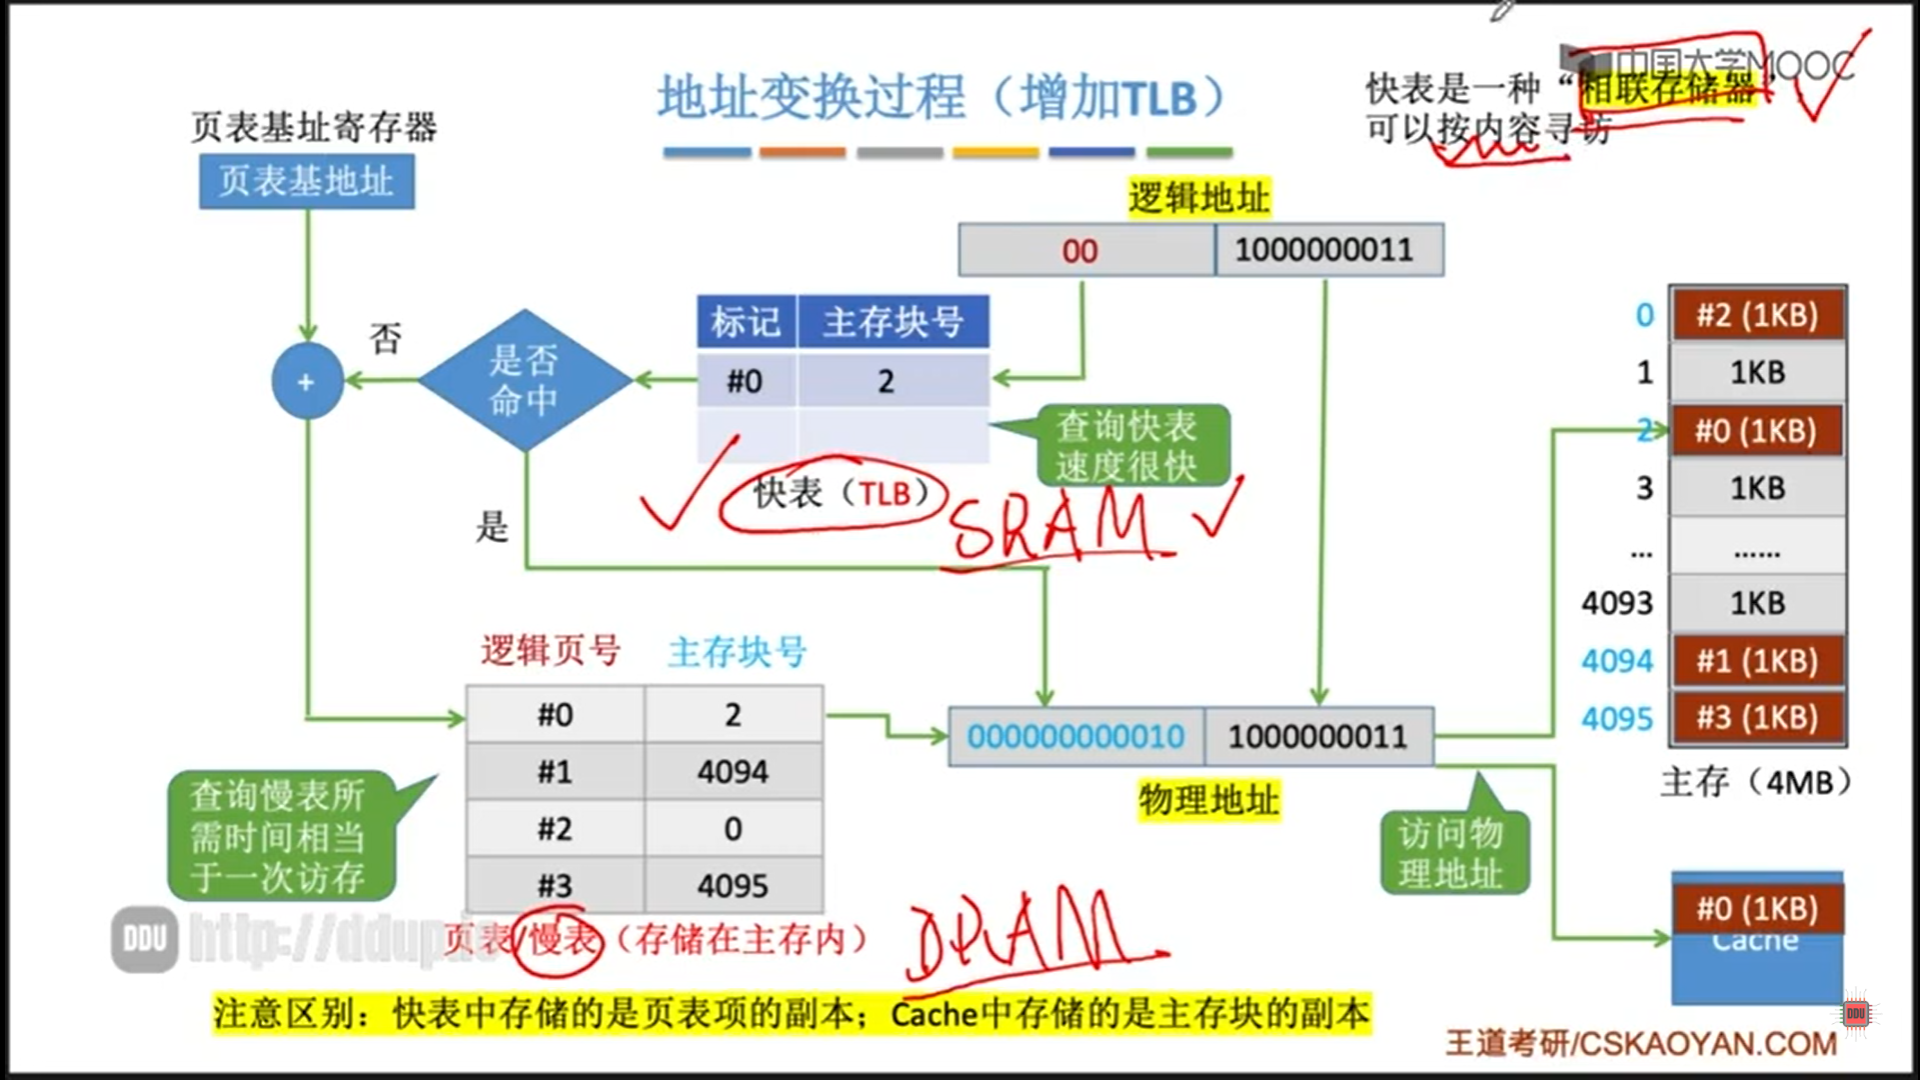 中国大学MOOC
地址变换过程（增加TLB）
快表是一种“相联存储器”
可以按内容寻访
页表基址寄存器
页表基地址
逻辑地址
00 1000000011
标记 主存块号
#0 2
是否
命中
否
+
查询快表
速度很快
快表（TLB）
SRAM
是
0 #2 (1KB)
1 1KB
2 #0 (1KB)
3 1KB
... ......
4093 1KB
4094 #1 (1KB)
4095 #3 (1KB)
主存（4MB）
逻辑页号 主存块号
#0 2
#1 4094
#2 0
#3 4095
000000000010 1000000011
物理地址
查询慢表所
需时间相当
于一次访存
访问物
理地址
页表/慢表（存储在主存内）
DRAM
#0 (1KB)
Cache
DDU
注意区别：快表中存储的是页表项的副本；Cache中存储的是主存块的副本
DDU
王道考研/CSKAOYAN.COM